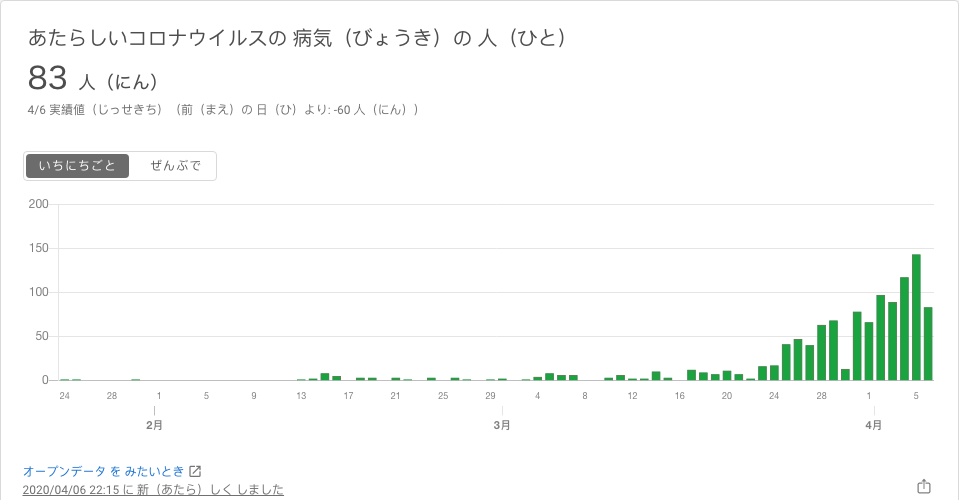 あたらしいコロナウイルスの 病気（びょうき）の 人（ひと）
83 人（にん）
4/6 実績値（じっせきち）（前（まえ）の 日（ひ）より: -60 人（にん））
いちにちごと ぜんぶで
200
150
100
50
0
24 28 1 5 9 13 17 21 25 29 4 8 12 16 20 24 28 1 5
2月 3月 4月
オープンデータ を みたいとき
2020/04/06 22:15 に 新（あたら）しく しました